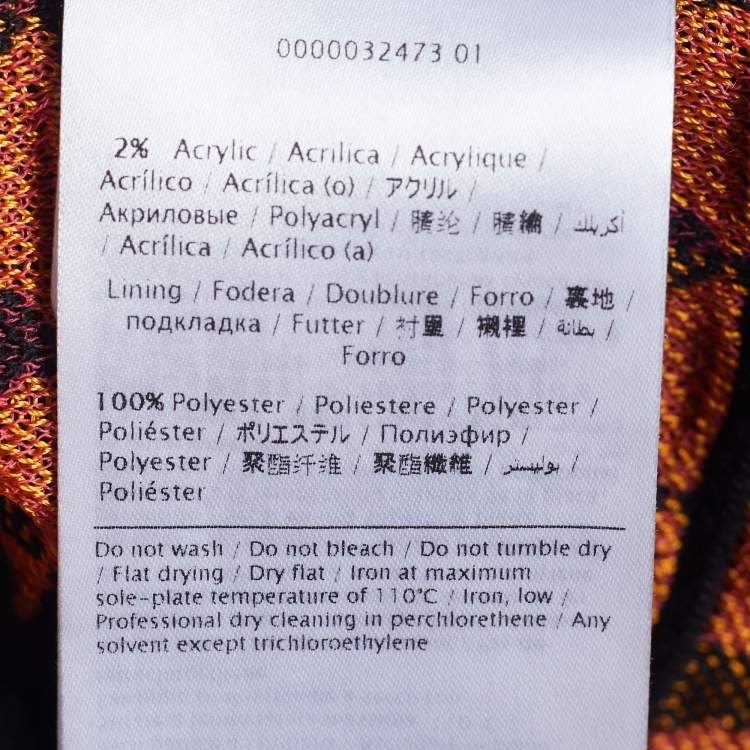 0000032473 01
2% Acrylic / Acrilica / Acrylique /
Acrílico / Acrílica (o) / アクリル /
Акриловые / Polyacryl / 腈纶 / 腈綸 / أكريلك
/ Acrílica / Acrílico (a)
Lining / Fodera / Doublure / Forro / 裏地 /
подкладка / Futter / 衬里 / 襯裡 / بطانة /
Forro
100% Polyester / Poliestere / Polyester /
Poliéster / ポリエステル / Полиэфир /
Polyester / 聚酯纤维 / 聚酯纖維 / بوليستر /
Poliéster
Do not wash / Do not bleach / Do not tumble dry
/ Flat drying / Dry flat / Iron at maximum
sole-plate temperature of 110°C / Iron, low /
Professional dry cleaning in perchlorethene / Any
solvent except trichloroethylene